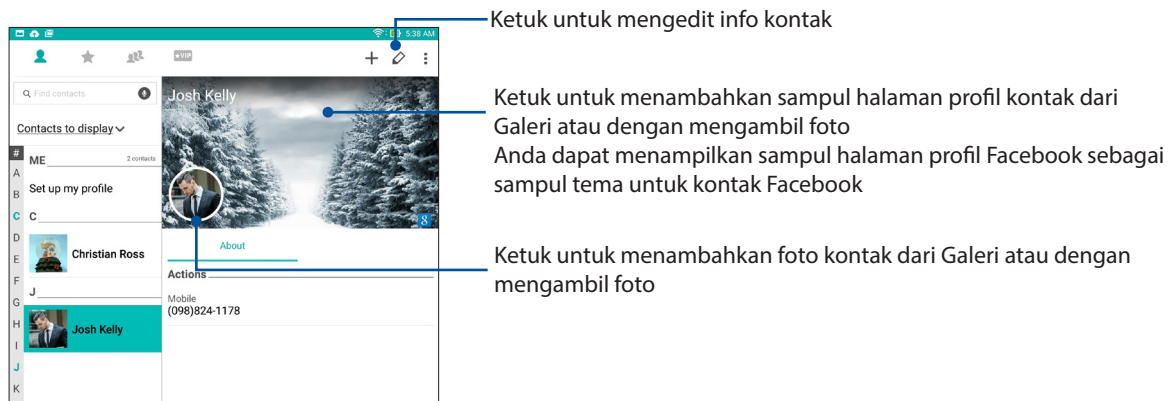 Ketuk untuk mengedit info kontak
5:38 AM
VIP
Find contacts
Josh Kelly
Ketuk untuk menambahkan sampul halaman profil kontak dari
Galeri atau dengan mengambil foto
Anda dapat menampilkan sampul halaman profil Facebook sebagai
sampul tema untuk kontak Facebook
Contacts to display
#
ME
2 contacts
A
Set up my profile
B
C
C
8
D
Christian Ross
About
E
Ketuk untuk menambahkan foto kontak dari Galeri atau dengan
mengambil foto
F
Actions
J
G
Mobile
(098)824-1178
H
Josh Kelly
I
J
K